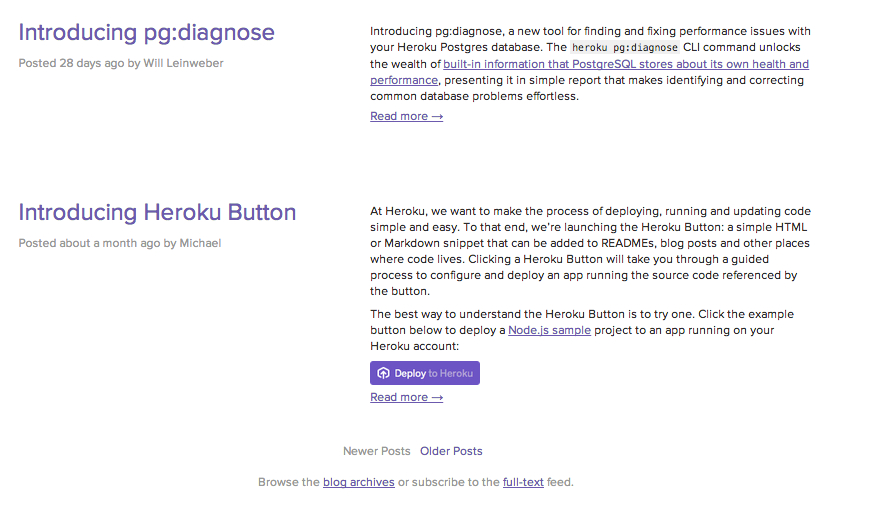 Introducing pg:diagnose
Posted 28 days ago by Will Leinweber
Introducing pg:diagnose, a new tool for finding and fixing performance issues with
your Heroku Postgres database. The heroku pg:diagnose CLI command unlocks
the wealth of built-in information that PostgreSQL stores about its own health and
performance, presenting it in simple report that makes identifying and correcting
common database problems effortless.
Read more →
Introducing Heroku Button
Posted about a month ago by Michael
At Heroku, we want to make the process of deploying, running and updating code
simple and easy. To that end, we're launching the Heroku Button: a simple HTML
or Markdown snippet that can be added to READMEs, blog posts and other places
where code lives. Clicking a Heroku Button will take you through a guided
process to configure and deploy an app running the source code referenced by
the button.
The best way to understand the Heroku Button is to try one. Click the example
button below to deploy a Node.js sample project to an app running on your
Heroku account:
Deploy to Heroku
Read more →
Newer Posts Older Posts
Browse the blog archives or subscribe to the full-text feed.